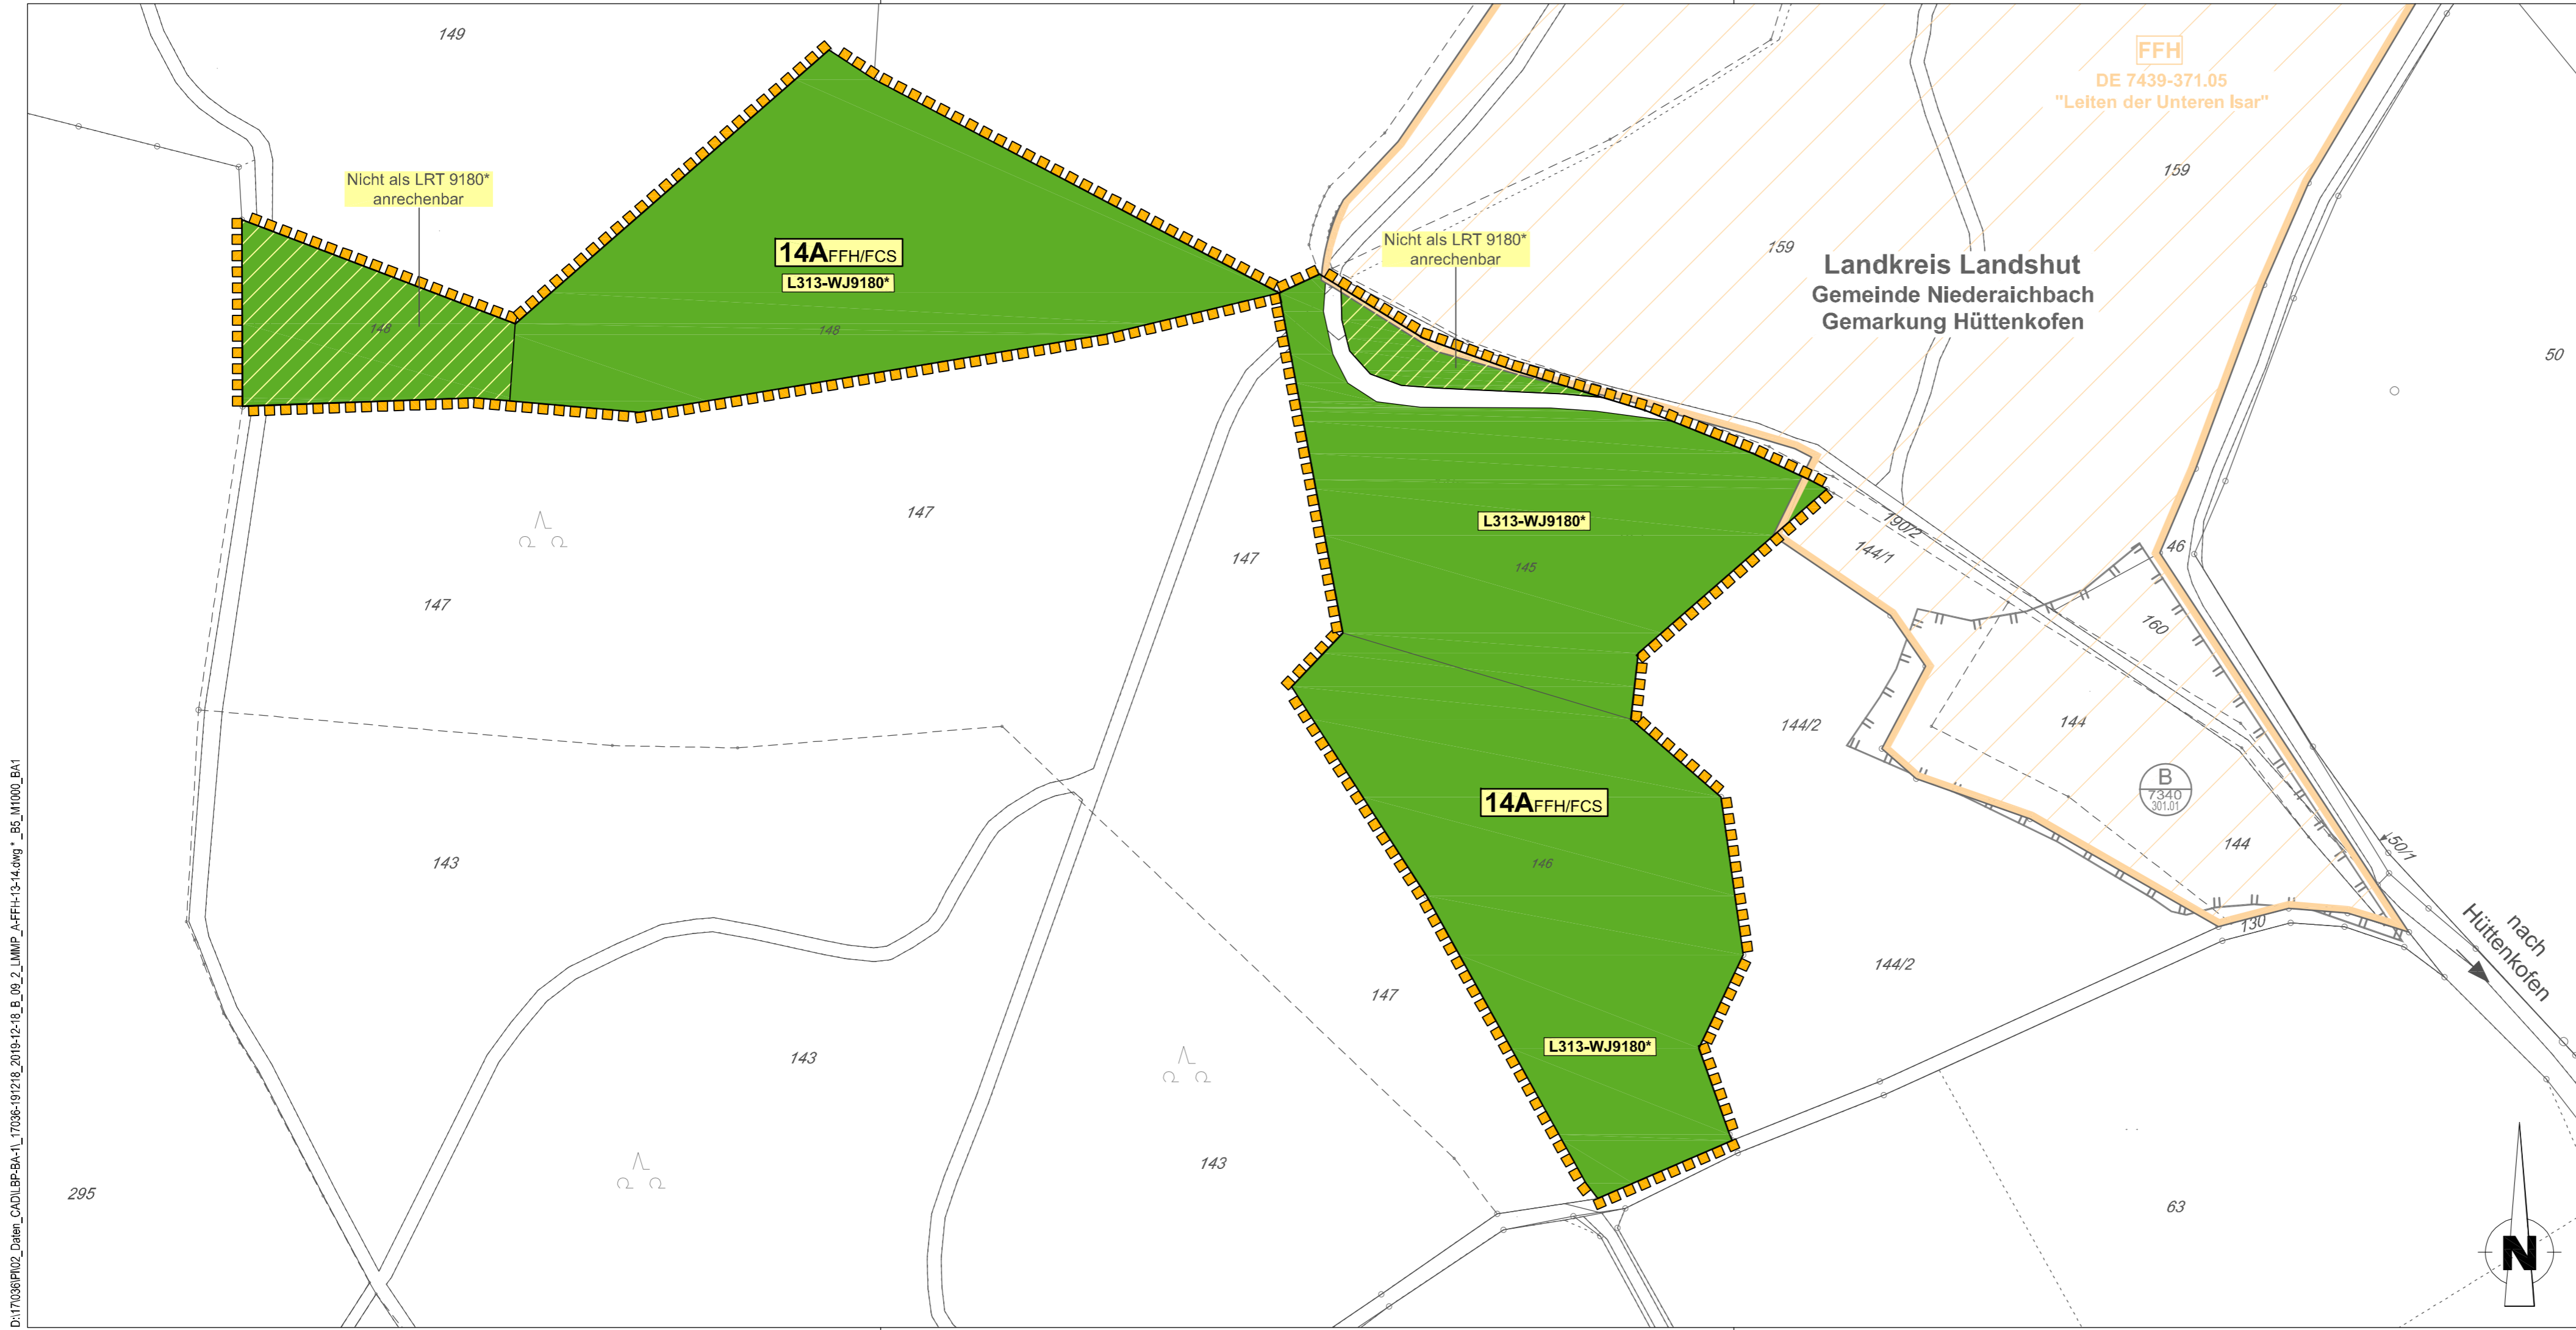 149
FFH
DE 7439-371.05
"Leiten der Unteren Isar"
159
Nicht als LRT 9180*
anrechenbar
14AFFH/FCS
L313-WJ9180*
Nicht als LRT 9180*
anrechenbar
159
Landkreis Landshut
Gemeinde Niederaichbach
Gemarkung Hüttenkofen
148
148
50
147
L313-WJ9180*
190/2
144/1
46
147
145
147
160
144/2
144
B
7340
301.01
14AFFH/FCS
144
50/1
143
146
130
nach
Hüttenkofen
144/2
147
143
L313-WJ9180*
143
295
63
N
D:\17\036\PI\02_Daten_CAD\LBP-BA-1\_17036-191218_2019-12-18_B_09_2_LMMP_A-FFH-13-14.dwg * _B5_M1000_BA1